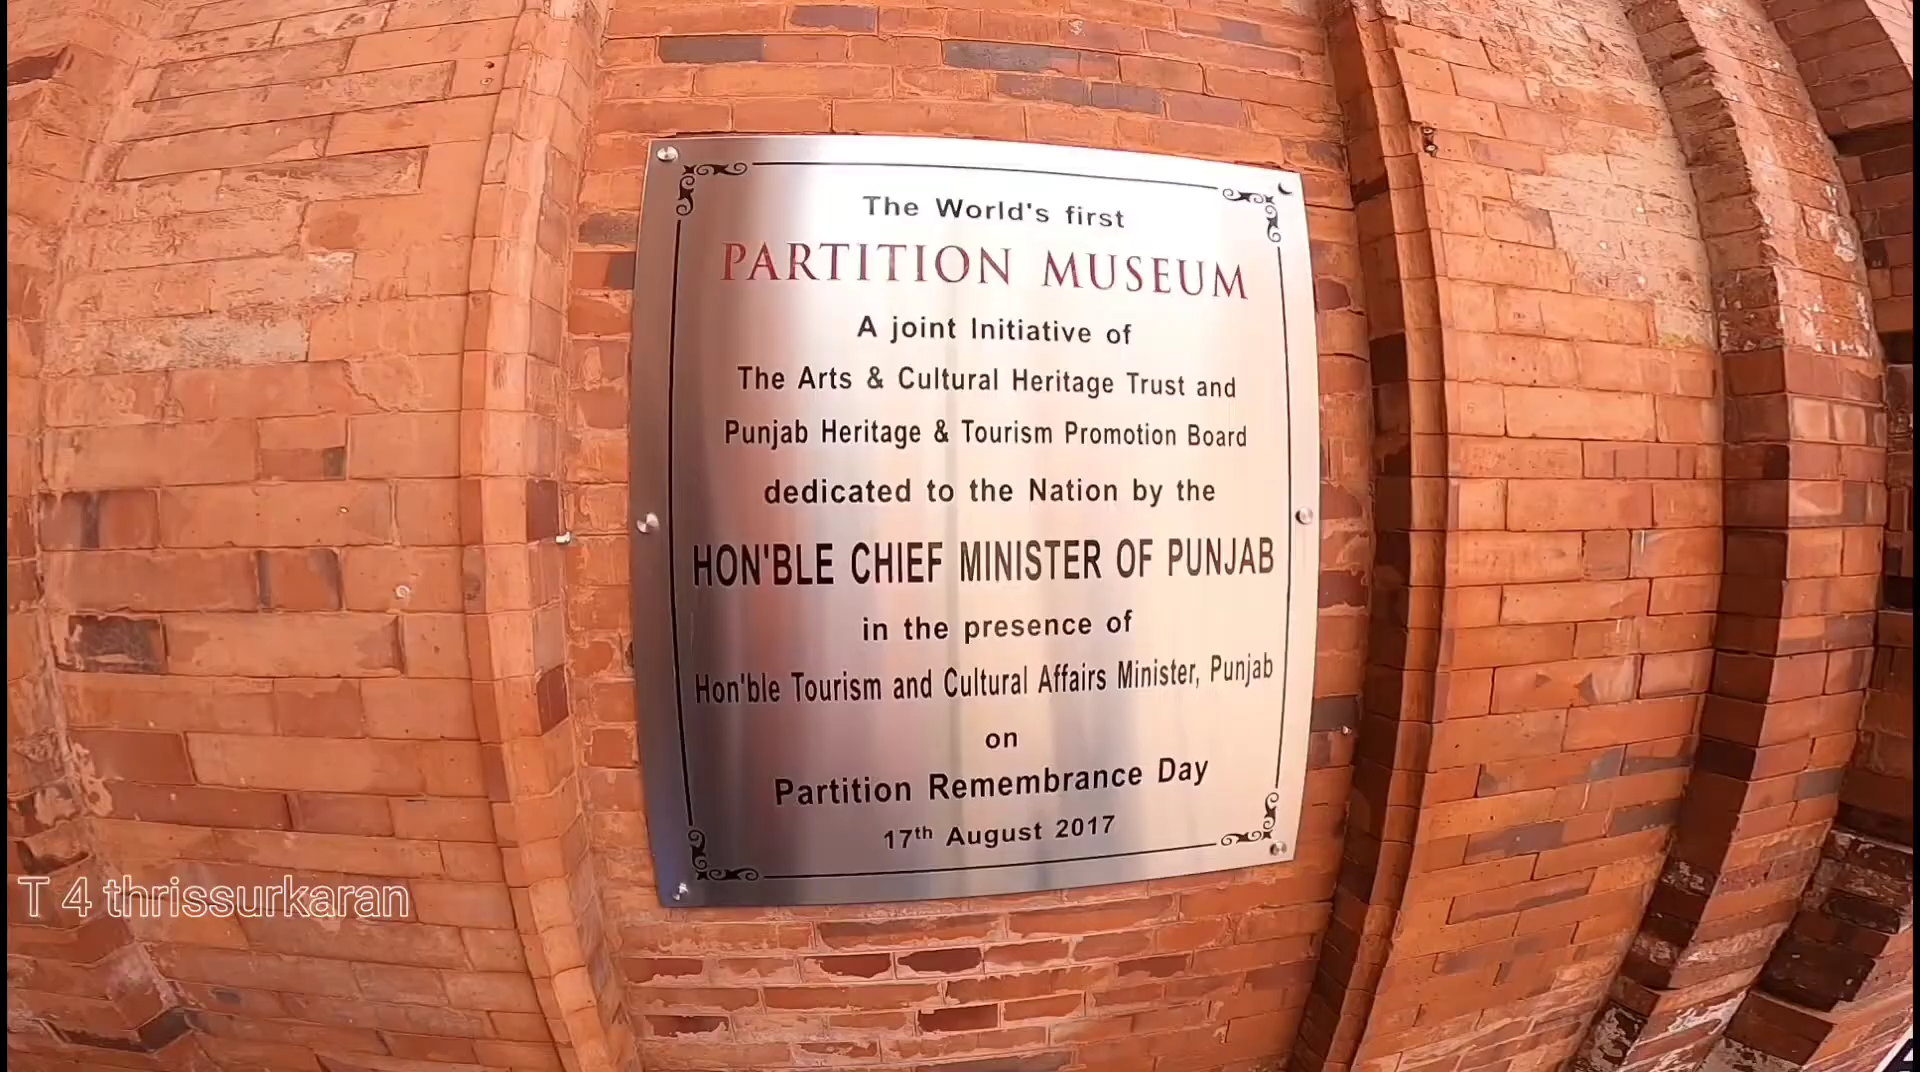 The World's first
PARTITION MUSEUM
A joint Initiative of
The Arts & Cultural Heritage Trust and
Punjab Heritage & Tourism Promotion Board
dedicated to the Nation by the
HON'BLE CHIEF MINISTER OF PUNJAB
in the presence of
Hon'ble Tourism and Cultural Affairs Minister, Punjab
on
Partition Remembrance Day
17th August 2017
T 4 thrissurkaran